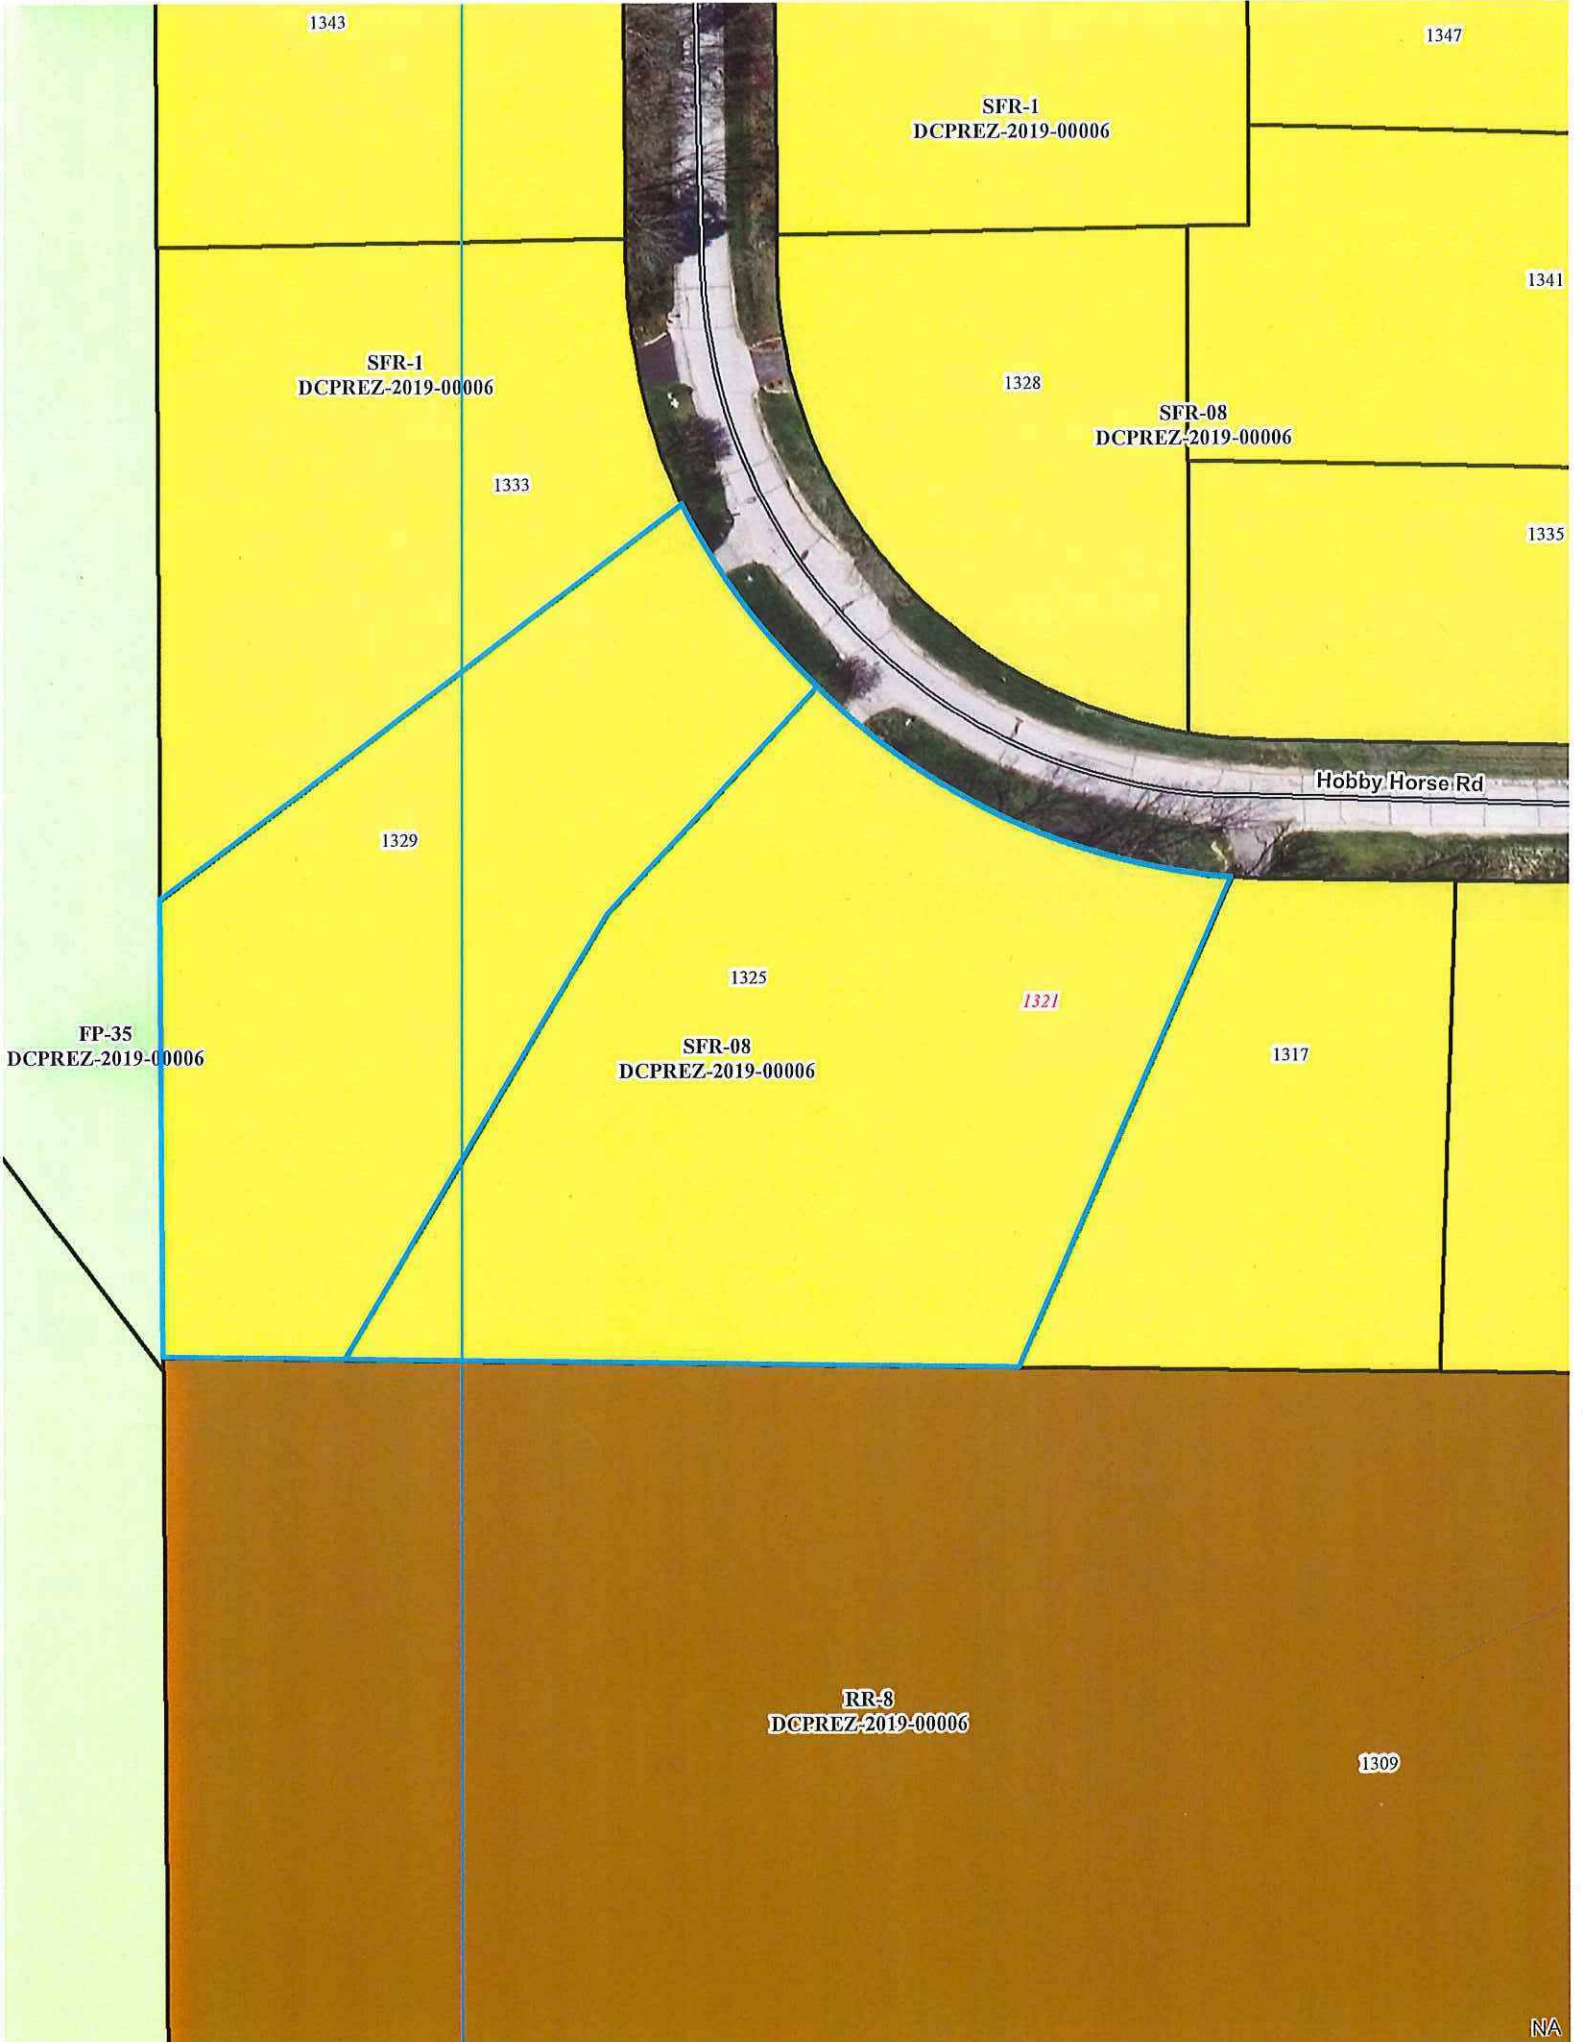 1343
1347
SFR-1
DCPREZ-2019-00006
1341
SFR-1
DCPREZ-2019-00006
1328
SFR-08
DCPREZ-2019-00006
1333
1335
Hobby Horse Rd
1329
1325
1321
FP-35
DCPREZ-2019-00006
SFR-08
DCPREZ-2019-00006
1317
RR-8
DCPREZ-2019-00006
1309
NA